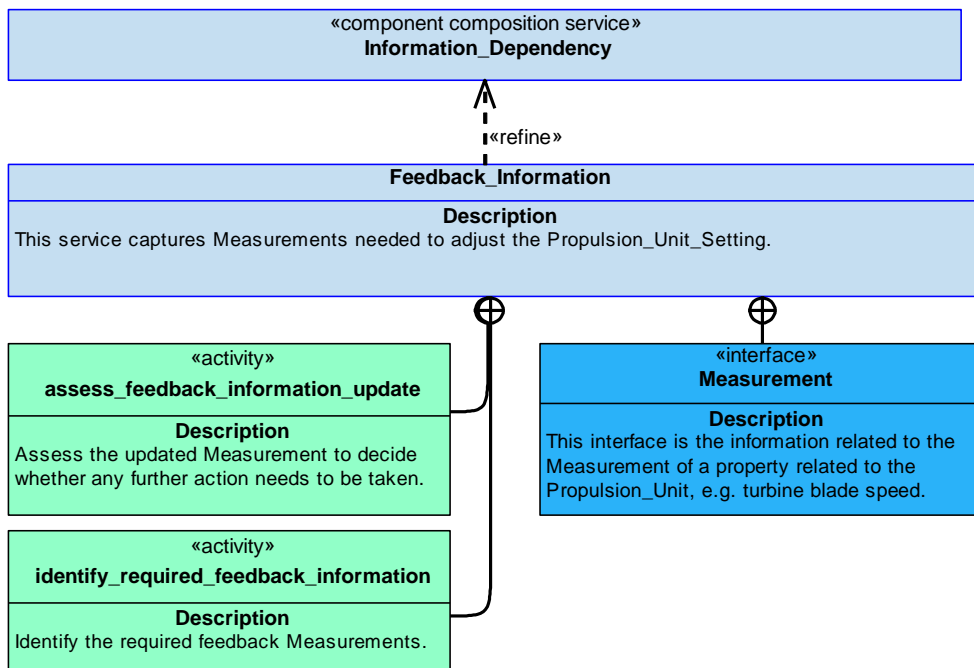 «component composition service»
Information_Dependency
«refine»
Feedback_Information
Description
This service captures Measurements needed to adjust the Propulsion_Unit_Setting.
«activity»
assess_feedback_information_update
Description
Assess the updated Measurement to decide
whether any further action needs to be taken.
«interface»
Measurement
Description
This interface is the information related to the
Measurement of a property related to the
Propulsion_Unit, e.g. turbine blade speed.
«activity»
identify_required_feedback_information
Description
Identify the required feedback Measurements.